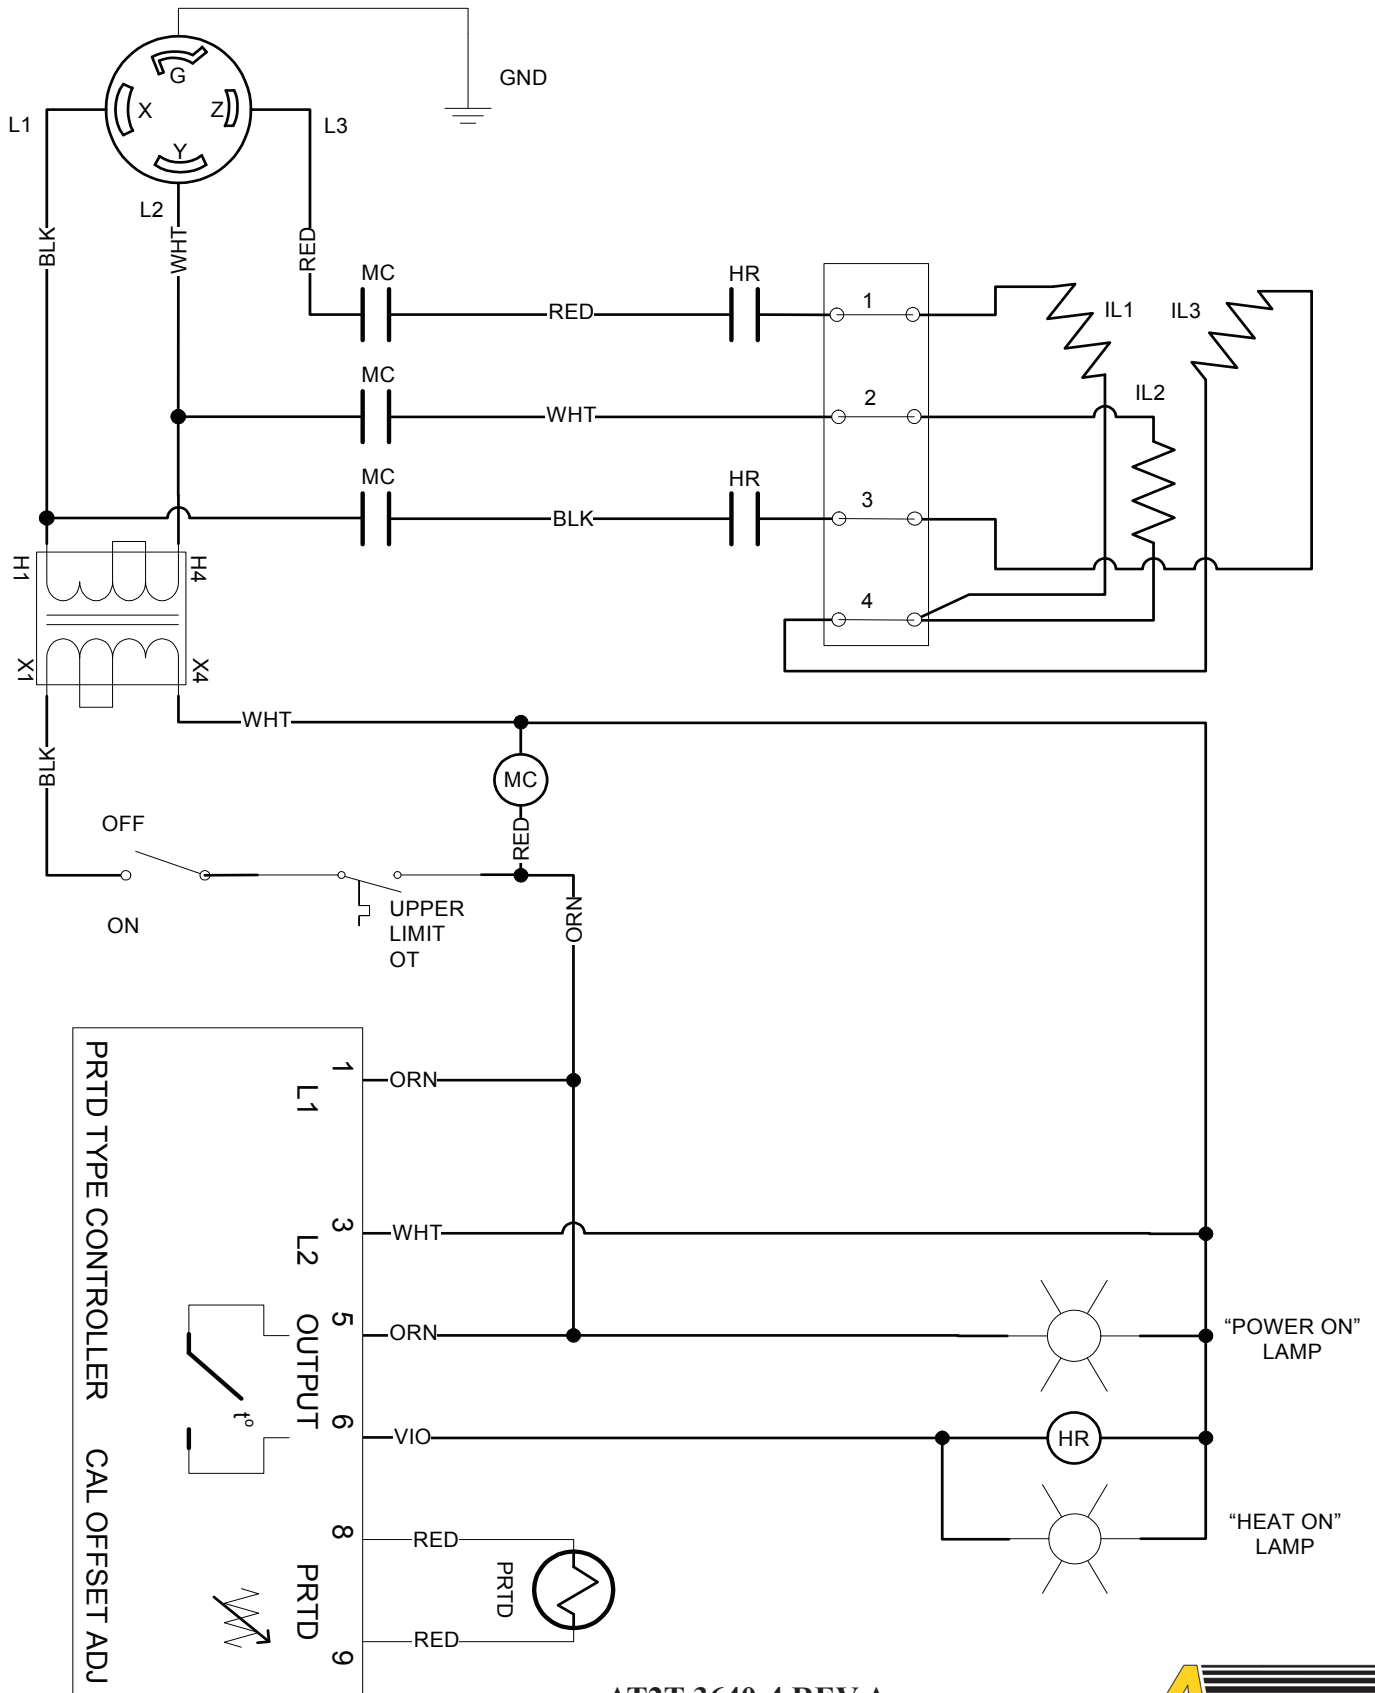 G
GND
X
Z
L1
L3
Y
L2
BLK
WHT
RED
MC
RED
HR
1
IL1
IL3
MC
WHT
2
IL2
MC
BLK
HR
3
H1
H4
4
X1
X4
WHT
BLK
MC
OFF
RED
ON
UPPER
LIMIT
OT
ORN
PRTD TYPE CONTROLLER CAL OFFSET ADJ
1
L1
ORN
3
L2
WHT
5
OUTPUT
ORN
"POWER ON"
LAMP
t°
6
VIO
HR
"HEAT ON"
LAMP
8
RED
PRTD
PRTD
9
RED